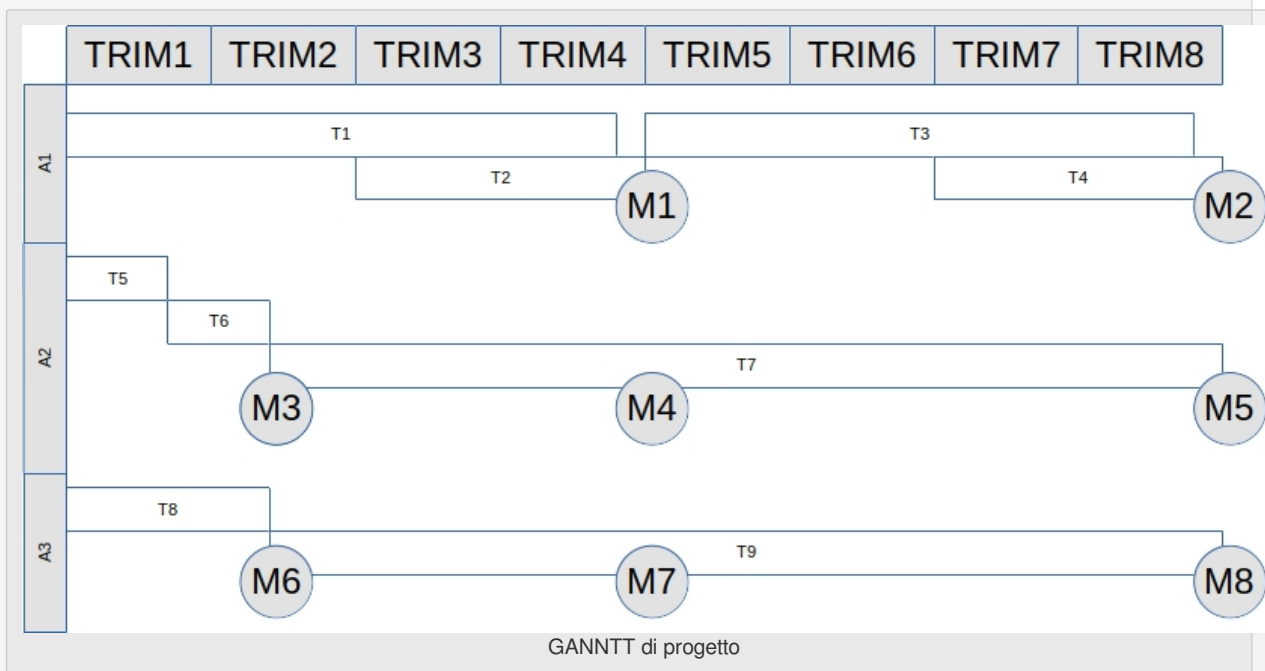 TRIM1 TRIM2 TRIM3 TRIM4 TRIM5 TRIM6 TRIM7 TRIM8
A1
T1 T3
T2 T4
M1 M2
A2
T5
T6
T7
M3 M4 M5
A3
T8
T9
M6 M7 M8
GANNTT di progetto